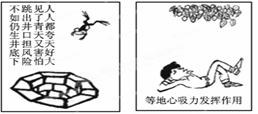 人人都夸天好大
见了青天又害怕
跳出井口担风险
不如仍生井底下
等地心吸力发挥作用